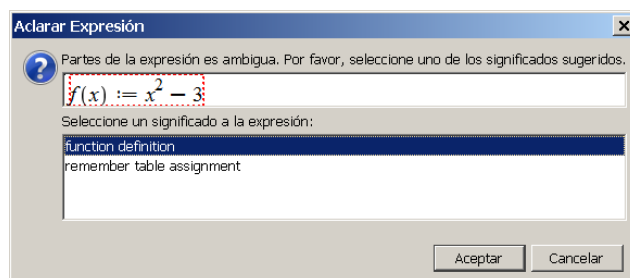 Aclarar Expresión
Partes de la expresión es ambigua. Por favor, seleccione uno de los significados sugeridos.
f(x) := x² − 3
Seleccione un significado a la expresión:
function definition
remember table assignment
Aceptar
Cancelar